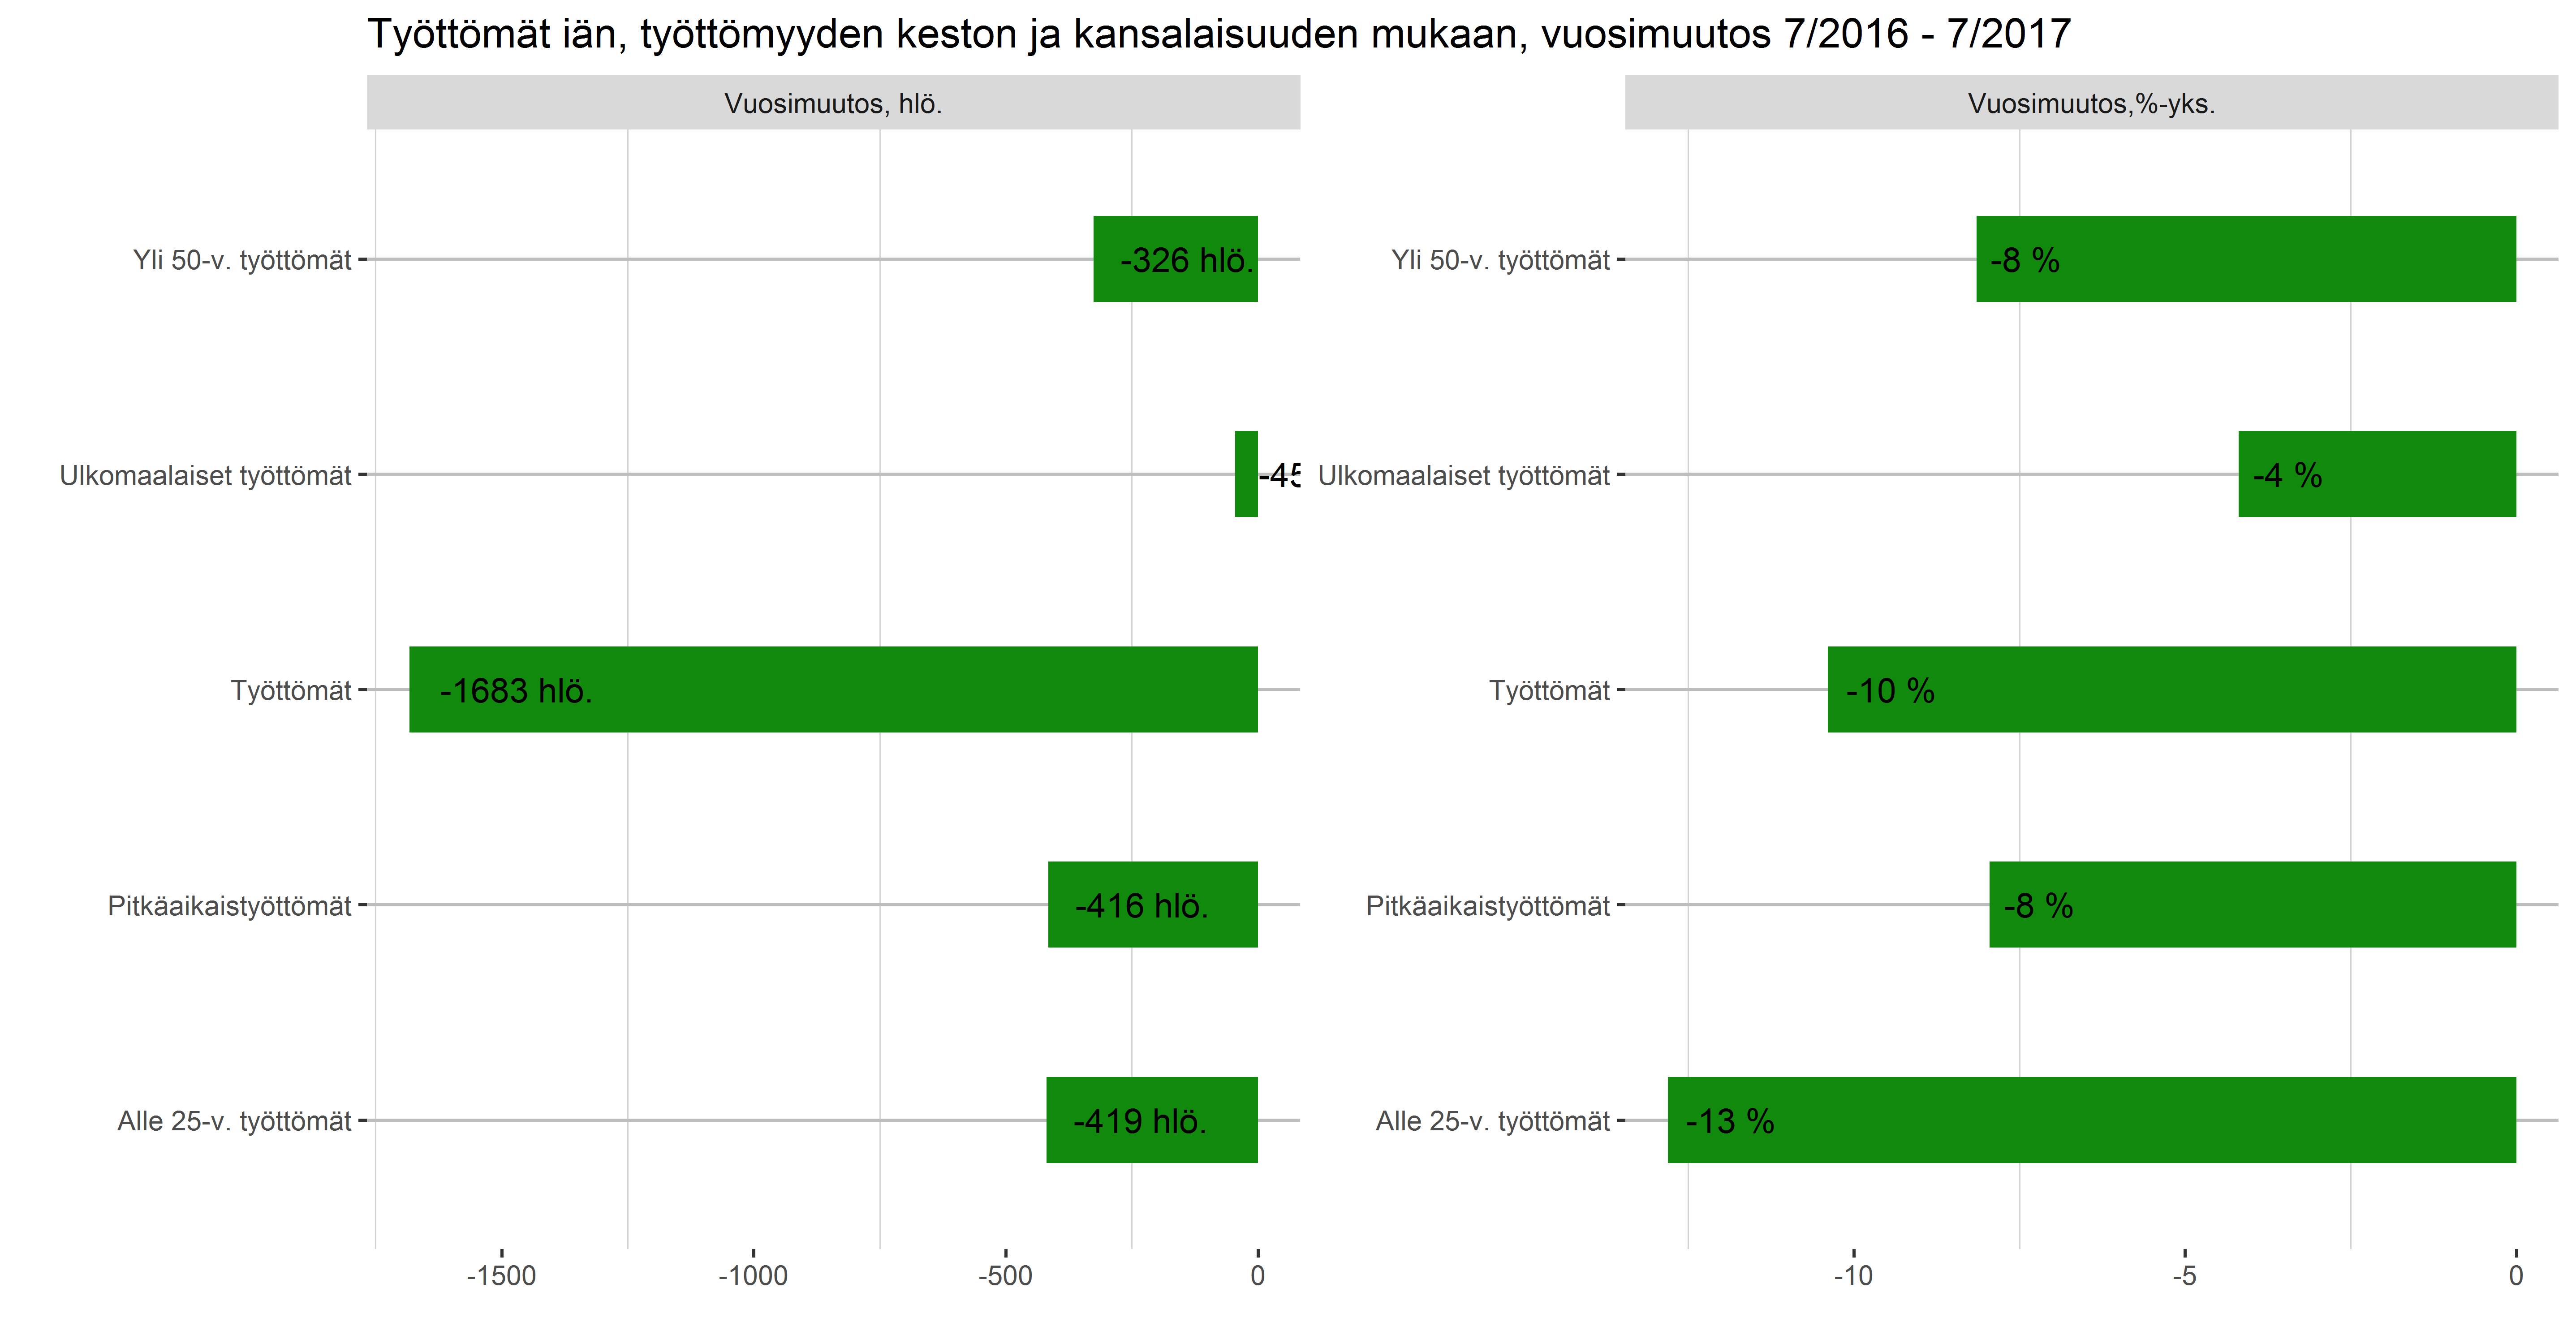 Työttömät iän, työttömyyden keston ja kansalaisuuden mukaan, vuosimuutos 7/2016 - 7/2017
Vuosimuutos, hlö.
Yli 50-v. työttömät
-326 hlö.
Ulkomaalaiset työttömät
-45
Työttömät
-1683 hlö.
Pitkäaikaistyöttömät
-416 hlö.
Alle 25-v. työttömät
-419 hlö.
-1500 -1000 -500 0
Vuosimuutos,%-yks.
Yli 50-v. työttömät
-8 %
Ulkomaalaiset työttömät
-4 %
Työttömät
-10 %
Pitkäaikaistyöttömät
-8 %
Alle 25-v. työttömät
-13 %
-10 -5 0